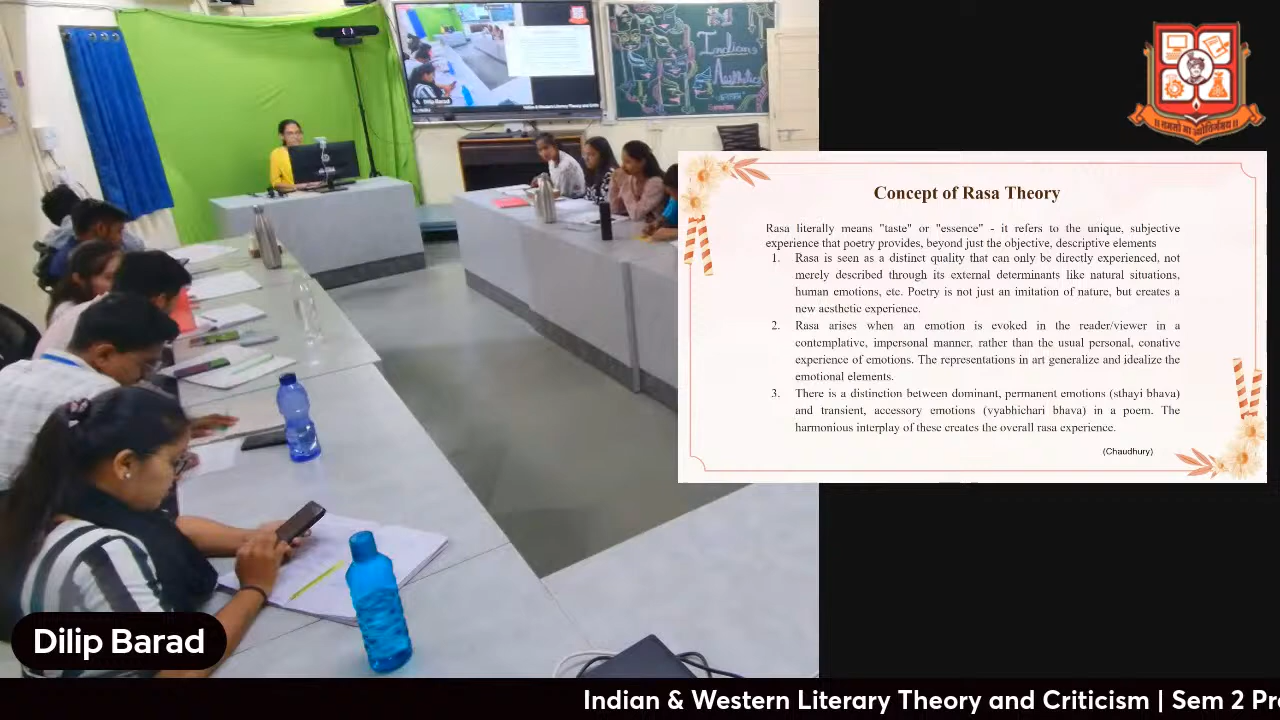 Dilip Barad
Indian
Aesthetics
|| तमसो मा ज्योतिर्गमय ||
Concept of Rasa Theory
Rasa literally means "taste" or "essence" - it refers to the unique, subjective
experience that poetry provides, beyond just the objective, descriptive elements
1. Rasa is seen as a distinct quality that can only be directly experienced, not
merely described through its external determinants like natural situations,
human emotions, etc. Poetry is not just an imitation of nature, but creates a
new aesthetic experience.
2. Rasa arises when an emotion is evoked in the reader/viewer in a
contemplative, impersonal manner, rather than the usual personal, conative
experience of emotions. The representations in art generalize and idealize the
emotional elements.
3. There is a distinction between dominant, permanent emotions (sthayi bhava)
and transient, accessory emotions (vyabhichari bhava) in a poem. The
harmonious interplay of these creates the overall rasa experience.
(Chaudhury)
Dilip Barad
Indian & Western Literary Theory and Criticism | Sem 2 Pr